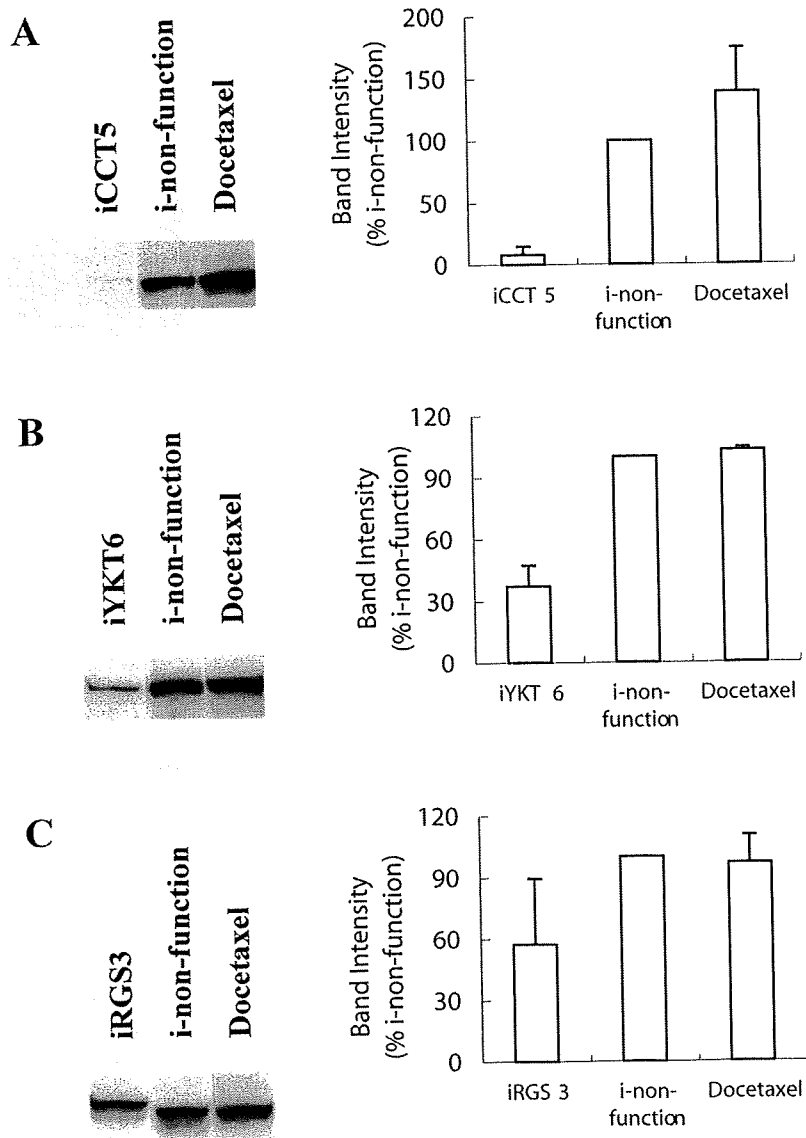 A
iCCT5
i-non-function
Docetaxel
Band Intensity
(% i-non-function)
200
150
100
50
0
iCCT 5
i-non-
function
Docetaxel
B
iYKT6
i-non-function
Docetaxel
Band Intensity
(% i-non-function)
120
90
60
30
0
iYKT 6
i-non-
function
Docetaxel
C
iRGS3
i-non-function
Docetaxel
Band Intensity
(% i-non-function)
120
90
60
30
0
iRGS 3
i-non-
function
Docetaxel